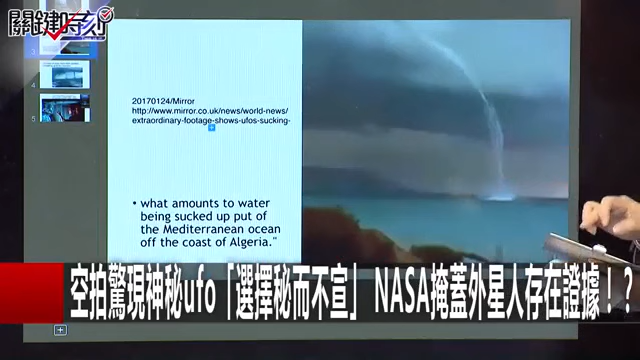 關鍵時刻
20170124/Mirror
http://www.mirror.co.uk/news/world-news/
extraordinary-footage-shows-ufos-sucking-
• what amounts to water
being sucked up put of
the Mediterranean ocean
off the coast of Algeria."
空拍驚現神秘ufo「選擇秘而不宣」 NASA掩蓋外星人存在證據！？